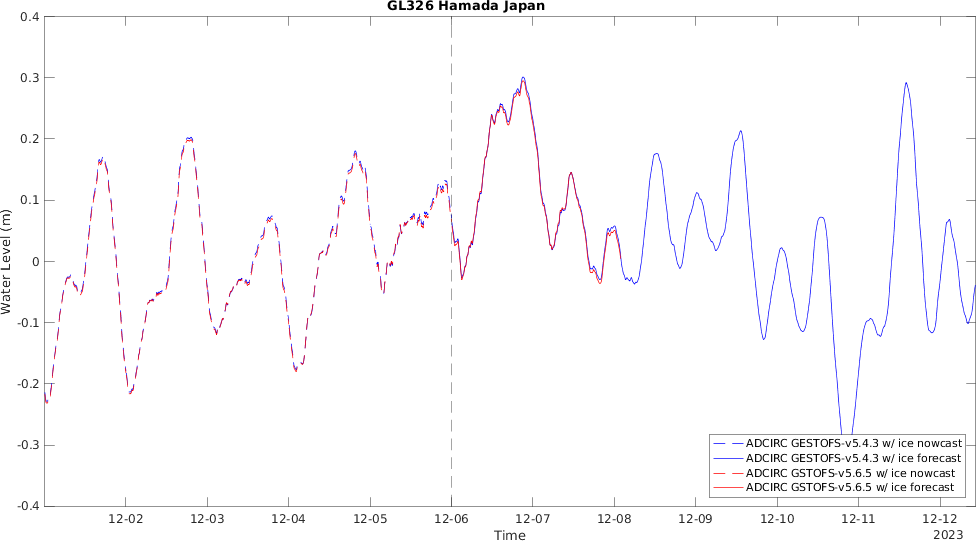 GL326 Hamada Japan
0.4
0.3
0.2
0.1
0
-0.1
-0.2
-0.3
-0.4
Water Level (m)
ADCIRC GESTOFS-v5.4.3 w/ ice nowcast
ADCIRC GESTOFS-v5.4.3 w/ ice forecast
ADCIRC GSTOFS-v5.6.5 w/ ice nowcast
ADCIRC GSTOFS-v5.6.5 w/ ice forecast
12-02 12-03 12-04 12-05 12-06 12-07 12-08 12-09 12-10 12-11 12-12
Time
2023